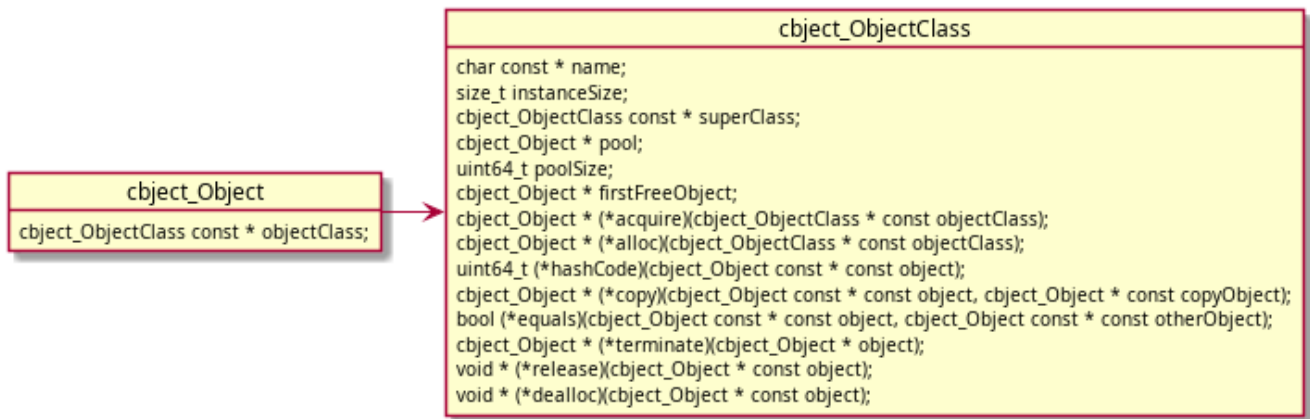 cbject_Object
cbject_ObjectClass const * objectClass;
cbject_ObjectClass
char const * name;
size_t instanceSize;
cbject_ObjectClass const * superClass;
cbject_Object * pool;
uint64_t poolSize;
cbject_Object * firstFreeObject;
cbject_Object * (*acquire)(cbject_ObjectClass * const objectClass);
cbject_Object * (*alloc)(cbject_ObjectClass * const objectClass);
uint64_t (*hashCode)(cbject_Object const * const object);
cbject_Object * (*copy)(cbject_Object const * const object, cbject_Object * const copyObject);
bool (*equals)(cbject_Object const * const object, cbject_Object const * const otherObject);
cbject_Object * (*terminate)(cbject_Object * object);
void * (*release)(cbject_Object * const object);
void * (*dealloc)(cbject_Object * const object);